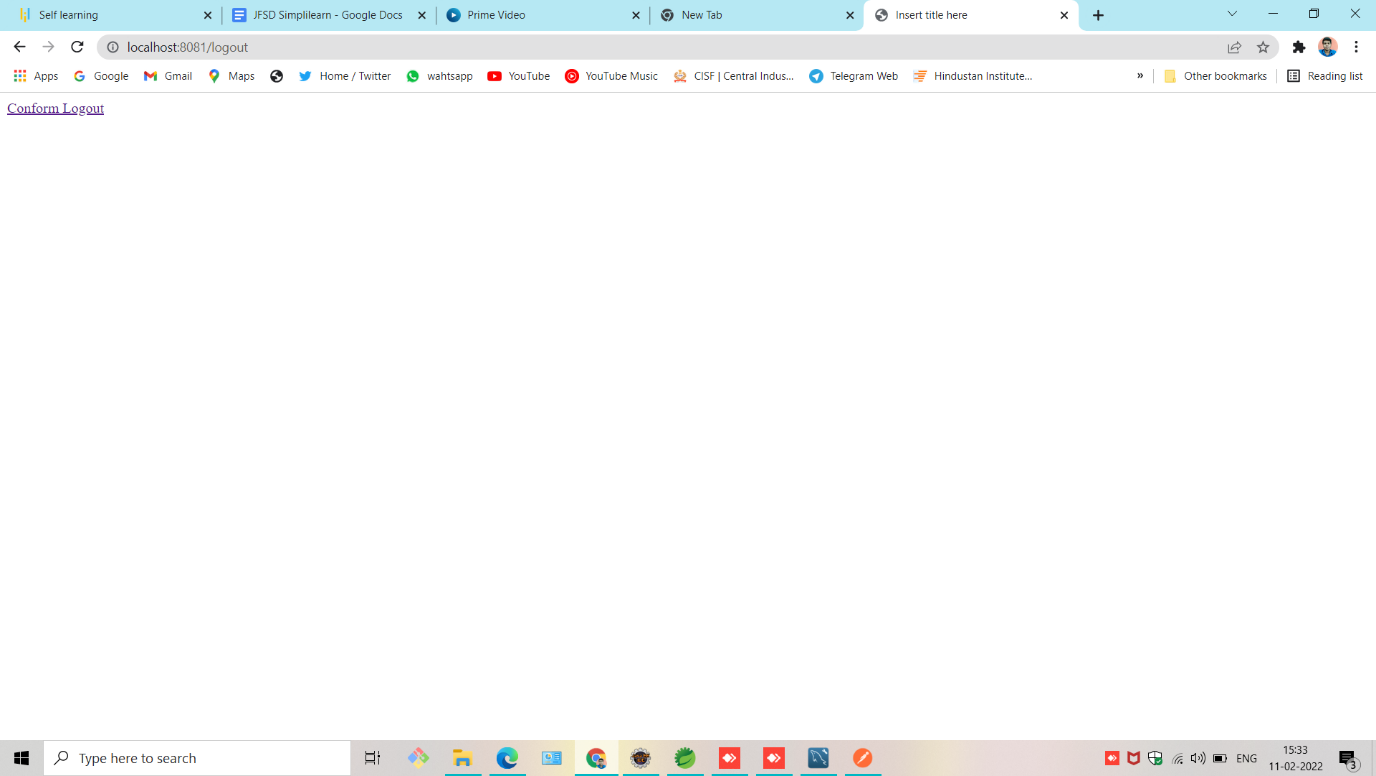 Self learning
JFSD Simplilearn - Google Docs
Prime Video
New Tab
Insert title here
localhost:8081/logout
Apps
Google
Gmail
Maps
Home / Twitter
wahtsapp
YouTube
YouTube Music
CISF | Central Indus...
Telegram Web
Hindustan Institute...
»
Other bookmarks
Reading list
Conform Logout
Type here to search
ENG
15:33
11-02-2022
3